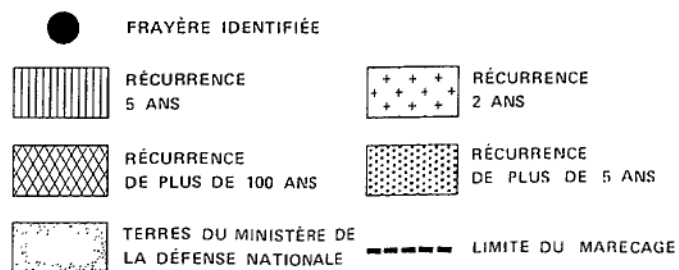 FRAYÈRE IDENTIFIÉE
RÉCURRENCE
5 ANS
RÉCURRENCE
2 ANS
RÉCURRENCE
DE PLUS DE 100 ANS
RÉCURRENCE
DE PLUS DE 5 ANS
TERRES DU MINISTÈRE DE
LA DÉFENSE NATIONALE
LIMITE DU MARECAGE